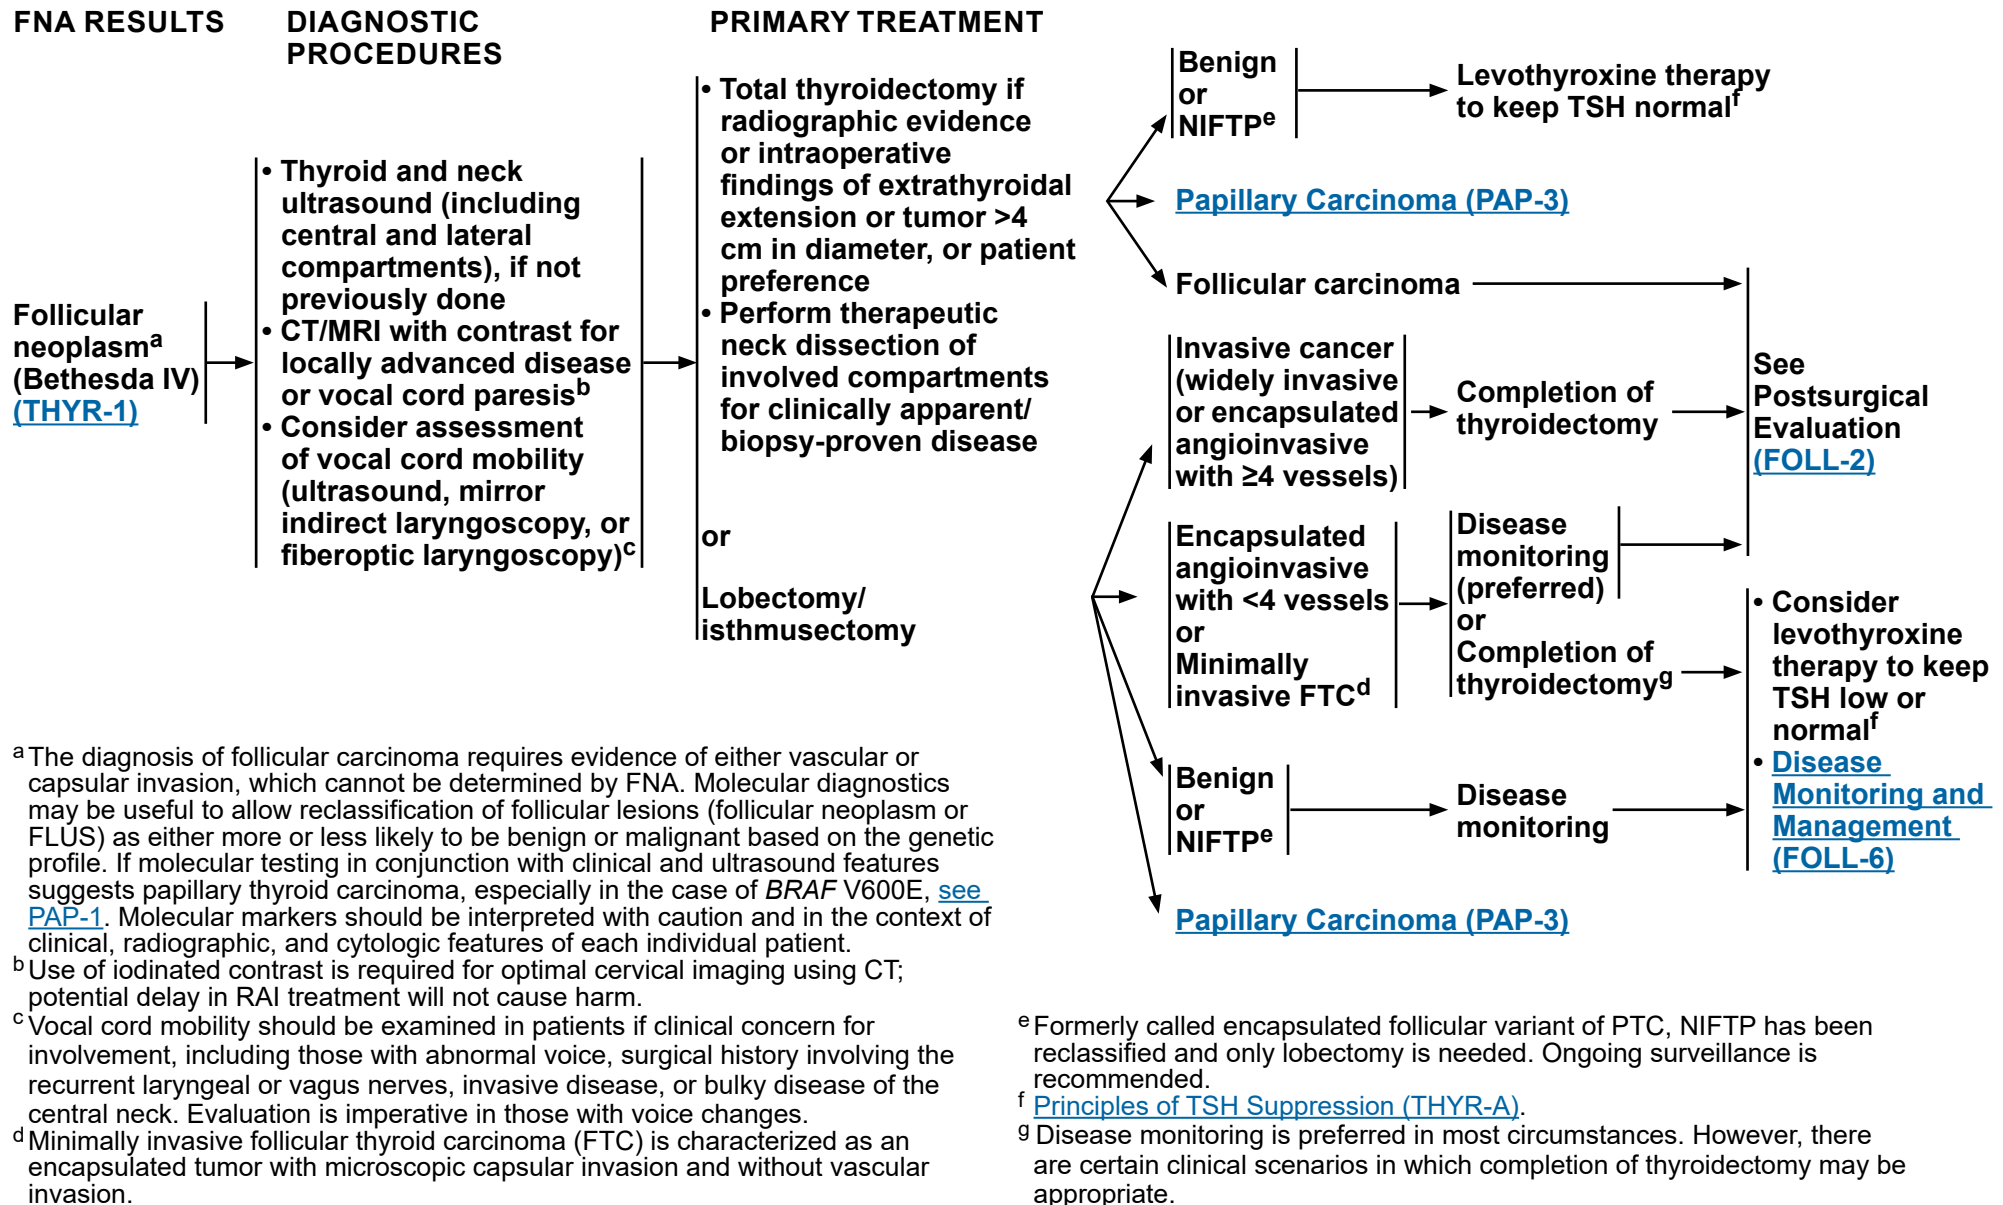 FNA RESULTS
DIAGNOSTIC
PROCEDURES
PRIMARY TREATMENT
Follicular
neoplasmᵃ
(Bethesda IV)
(THYR-1)
• Thyroid and neck
ultrasound (including
central and lateral
compartments), if not
previously done
• CT/MRI with contrast for
locally advanced disease
or vocal cord paresisᵇ
• Consider assessment
of vocal cord mobility
(ultrasound, mirror
indirect laryngoscopy, or
fiberoptic laryngoscopy)ᶜ
• Total thyroidectomy if
radiographic evidence
or intraoperative
findings of extrathyroidal
extension or tumor >4
cm in diameter, or patient
preference
• Perform therapeutic
neck dissection of
involved compartments
for clinically apparent/
biopsy-proven disease
or
Lobectomy/
isthmusectomy
Benign
or
NIFTPᵉ
Levothyroxine therapy
to keep TSH normalᶠ
Papillary Carcinoma (PAP-3)
Follicular carcinoma
Invasive cancer
(widely invasive
or encapsulated
angioinvasive
with ≥4 vessels)
Completion of
thyroidectomy
See
Postsurgical
Evaluation
(FOLL-2)
Encapsulated
angioinvasive
with <4 vessels
or
Minimally
invasive FTCᵈ
Disease
monitoring
(preferred)
or
Completion of
thyroidectomyᵍ
• Consider
levothyroxine
therapy to keep
TSH low or
normalᶠ
• Disease
Monitoring and
Management
(FOLL-6)
Benign
or
NIFTPᵉ
Disease
monitoring
Papillary Carcinoma (PAP-3)
ᵃ The diagnosis of follicular carcinoma requires evidence of either vascular or
capsular invasion, which cannot be determined by FNA. Molecular diagnostics
may be useful to allow reclassification of follicular lesions (follicular neoplasm or
FLUS) as either more or less likely to be benign or malignant based on the genetic
profile. If molecular testing in conjunction with clinical and ultrasound features
suggests papillary thyroid carcinoma, especially in the case of BRAF V600E, see
PAP-1. Molecular markers should be interpreted with caution and in the context of
clinical, radiographic, and cytologic features of each individual patient.
ᵇ Use of iodinated contrast is required for optimal cervical imaging using CT;
potential delay in RAI treatment will not cause harm.
ᶜ Vocal cord mobility should be examined in patients if clinical concern for
involvement, including those with abnormal voice, surgical history involving the
recurrent laryngeal or vagus nerves, invasive disease, or bulky disease of the
central neck. Evaluation is imperative in those with voice changes.
ᵈ Minimally invasive follicular thyroid carcinoma (FTC) is characterized as an
encapsulated tumor with microscopic capsular invasion and without vascular
invasion.
ᵉ Formerly called encapsulated follicular variant of PTC, NIFTP has been
reclassified and only lobectomy is needed. Ongoing surveillance is
recommended.
ᶠ Principles of TSH Suppression (THYR-A).
ᵍ Disease monitoring is preferred in most circumstances. However, there
are certain clinical scenarios in which completion of thyroidectomy may be
appropriate.